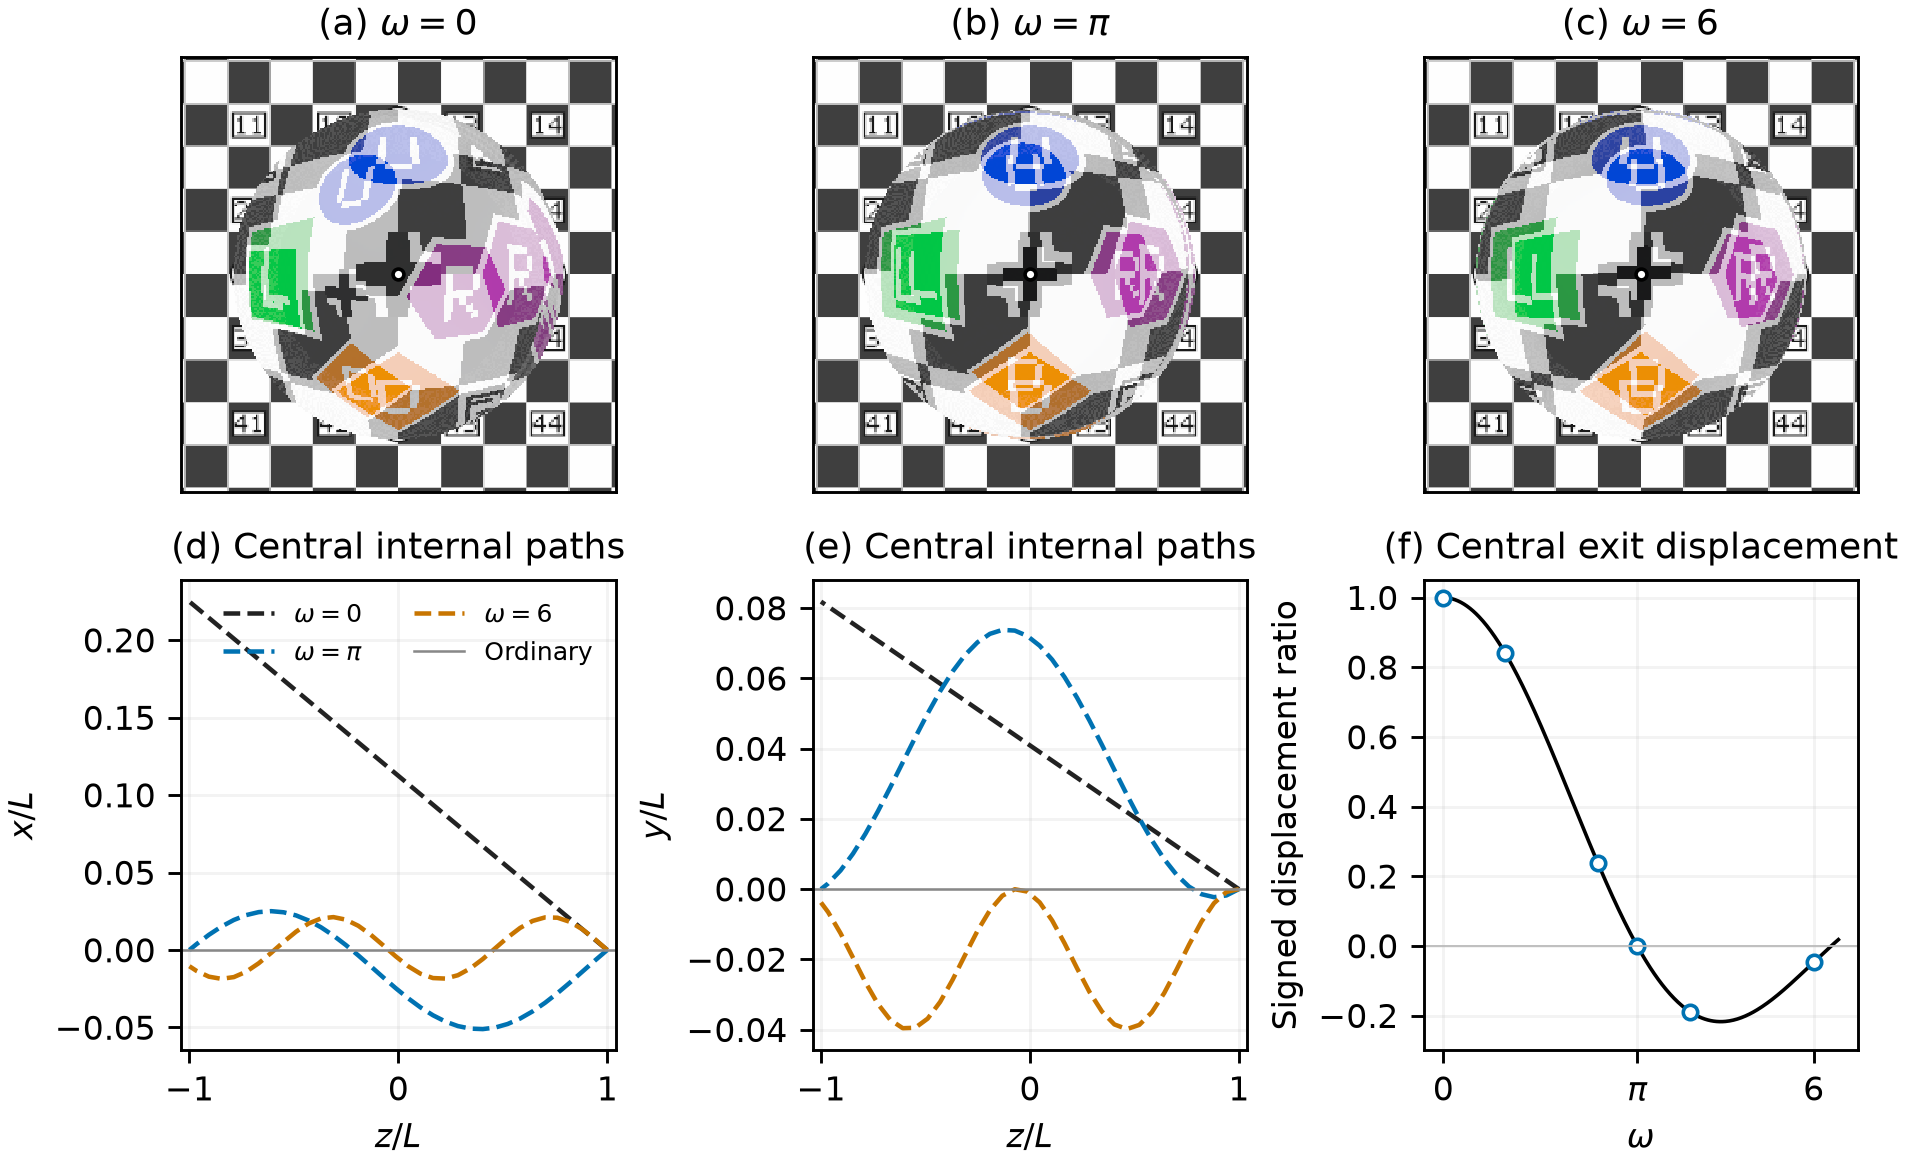 (a) ω = 0
(b) ω = π
(c) ω = 6
11
14
11
14
11
14
U
U
U
U
L
R
R
L
R
L
R
D
D
D
D
41
44
41
44
41
44
(d) Central internal paths
(e) Central internal paths
(f) Central exit displacement
x/L
0.20
0.15
0.10
0.05
0.00
−0.05
ω = 0
ω = π
ω = 6
Ordinary
−1
0
1
z/L
y/L
0.08
0.06
0.04
0.02
0.00
−0.02
−0.04
−1
0
1
z/L
Signed displacement ratio
1.0
0.8
0.6
0.4
0.2
0.0
−0.2
0
π
6
ω